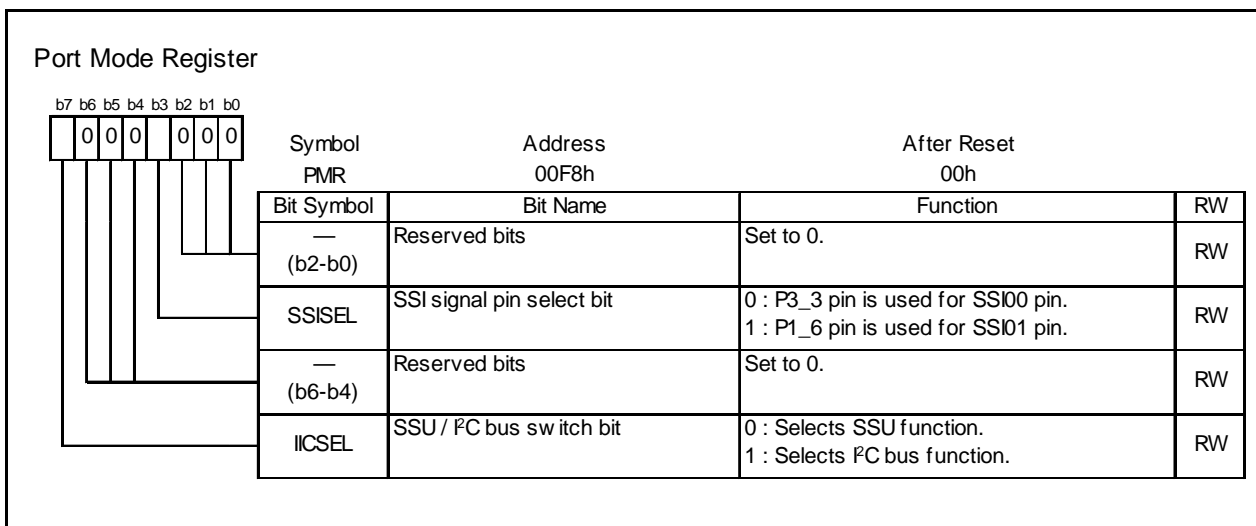 Port Mode Register
b7 b6 b5 b4 b3 b2 b1 b0
0 0 0 0 0 0
Symbol Address After Reset
PMR 00F8h 00h
Bit Symbol Bit Name Function RW
— (b2-b0) Reserved bits Set to 0. RW
SSISEL SSI signal pin select bit 0 : P3_3 pin is used for SSI00 pin. RW
1 : P1_6 pin is used for SSI01 pin.
— (b6-b4) Reserved bits Set to 0. RW
IICSEL SSU / I²C bus switch bit 0 : Selects SSU function. RW
1 : Selects I²C bus function.